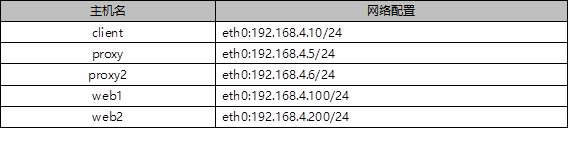 主机名 网络配置
client eth0:192.168.4.10/24
proxy eth0:192.168.4.5/24
proxy2 eth0:192.168.4.6/24
web1 eth0:192.168.4.100/24
web2 eth0:192.168.4.200/24